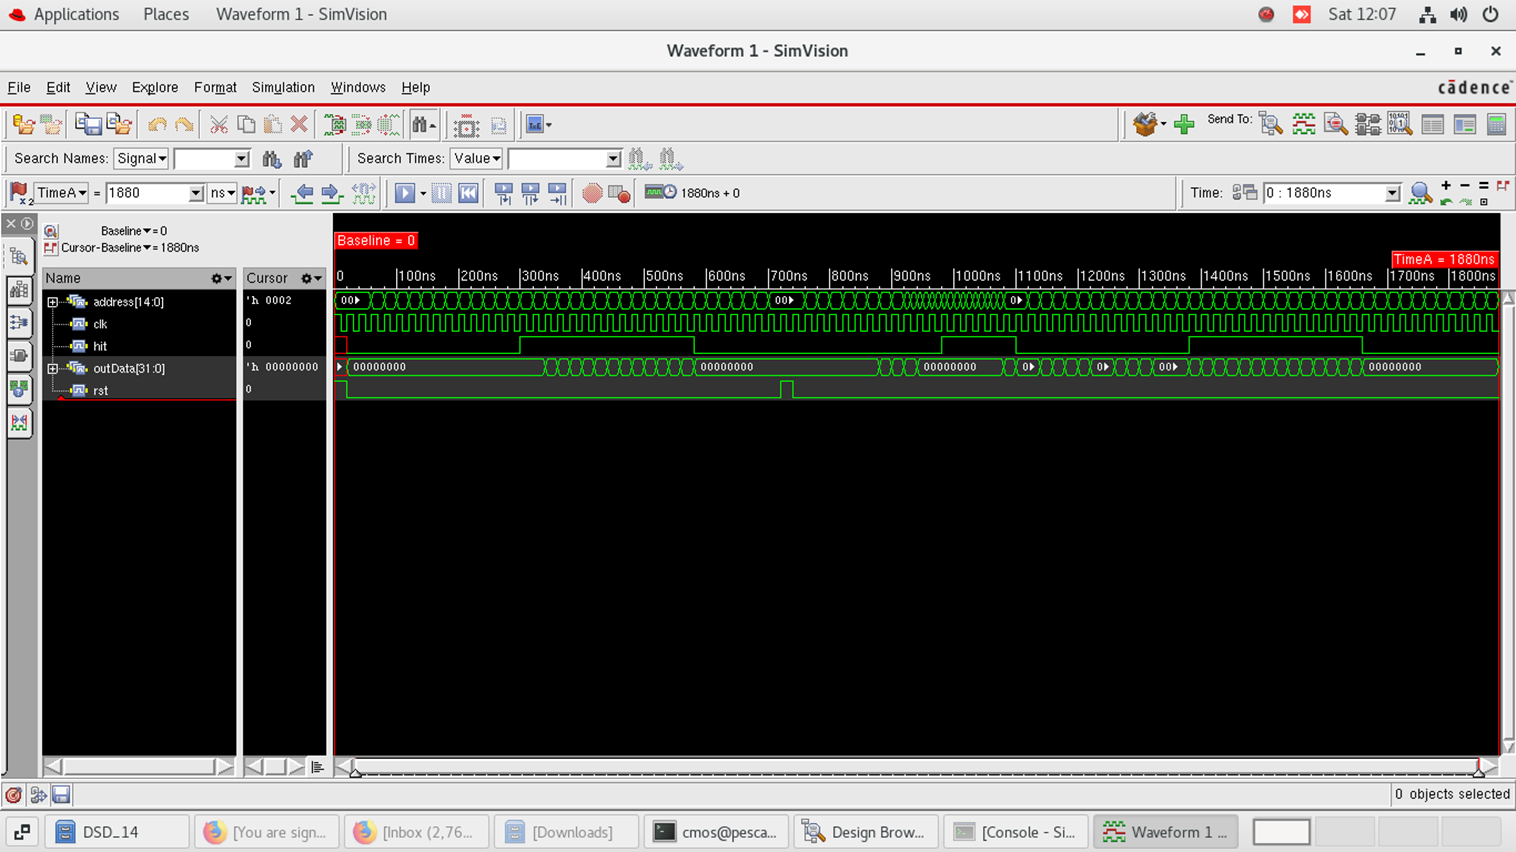 Applications Places Waveform 1 - SimVision Sat 12:07
Waveform 1 - SimVision
File Edit View Explore Format Simulation Windows Help cādence
Send To:
Search Names: Signal Search Times: Value
TimeA = 1880 ns 1880ns + 0 Time: 0 : 1880ns
Baseline = 0
Cursor-Baseline = 1880ns
Baseline = 0
TimeA = 1880ns
Name Cursor
0 100ns 200ns 300ns 400ns 500ns 600ns 700ns 800ns 900ns 1000ns 1100ns 1200ns 1300ns 1400ns 1500ns 1600ns 1700ns 1800ns
address[14:0] 'h 0002 00 00 0
clk 0
hit 0
outData[31:0] 'h 00000000 00000000 00000000 00000000 0 0 00 00000000
rst 0
0 objects selected
DSD_14 [You are sign... [Inbox (2,76... [Downloads] cmos@pesca... Design Brow... [Console - Si... Waveform 1 ...